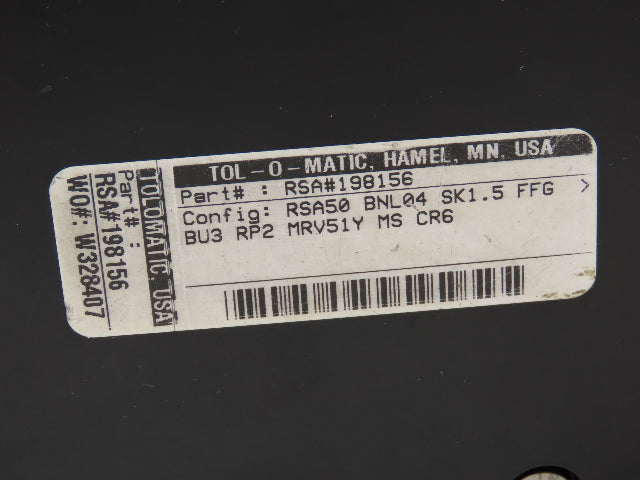 TOL-O-MATIC, HAMEL, MN, USA
Part# : RSA#198156
Config: RSA50 BNL04 SK1.5 FFG >
BU3 RP2 MRV51Y MS CR6
TOLOMATIC, USA
Part# :
RSA#198156
WO#: W328407